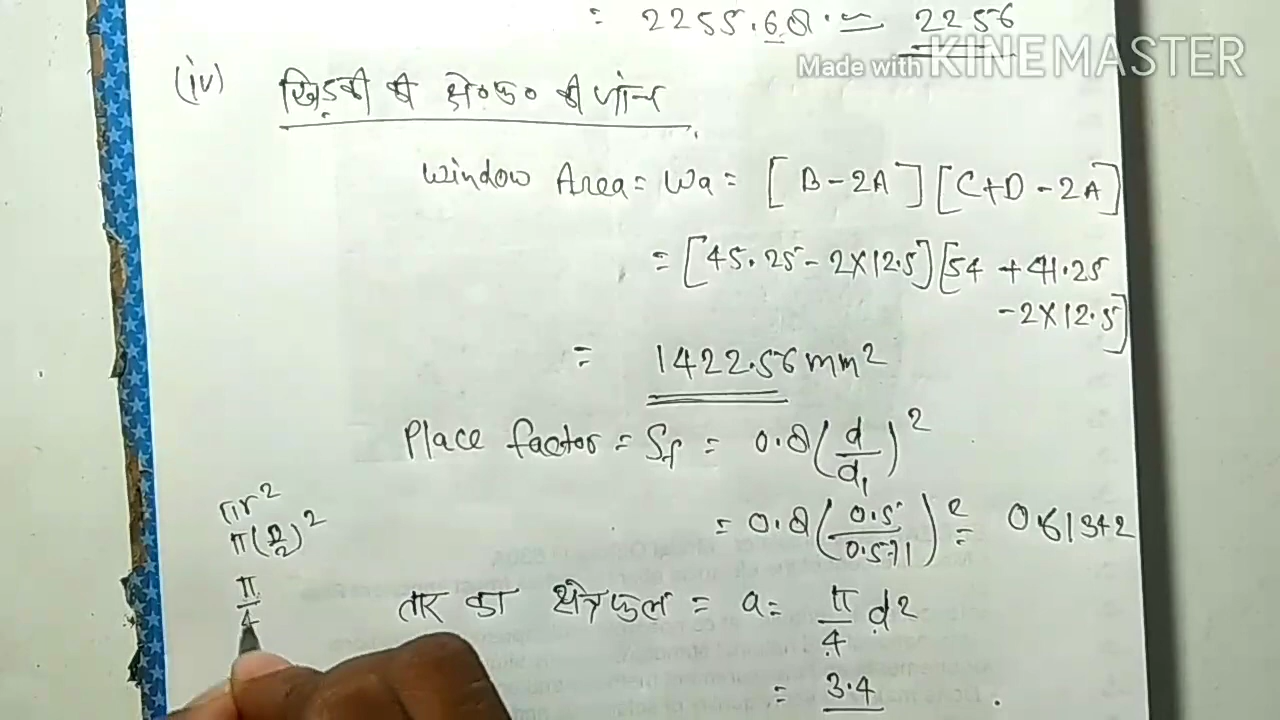 = 2255.68 ≃ 2256
Made with KINEMASTER
(iv) खिड़की के क्षे०फ० की जाँच
Window Area = Wa = [B - 2A] [C+D - 2A]
= [45.25 - 2×12.5] [54 + 41.25
- 2×12.5]
= 1422.56 mm²
Place factor = Sf = 0.8 (d/d₁)²
= 0.8 (0.5/0.571)² = 0.61342
πr²
π(D/2)²
π/4
तार का क्षेत्रफल = a = π/4 d²
= 3.4